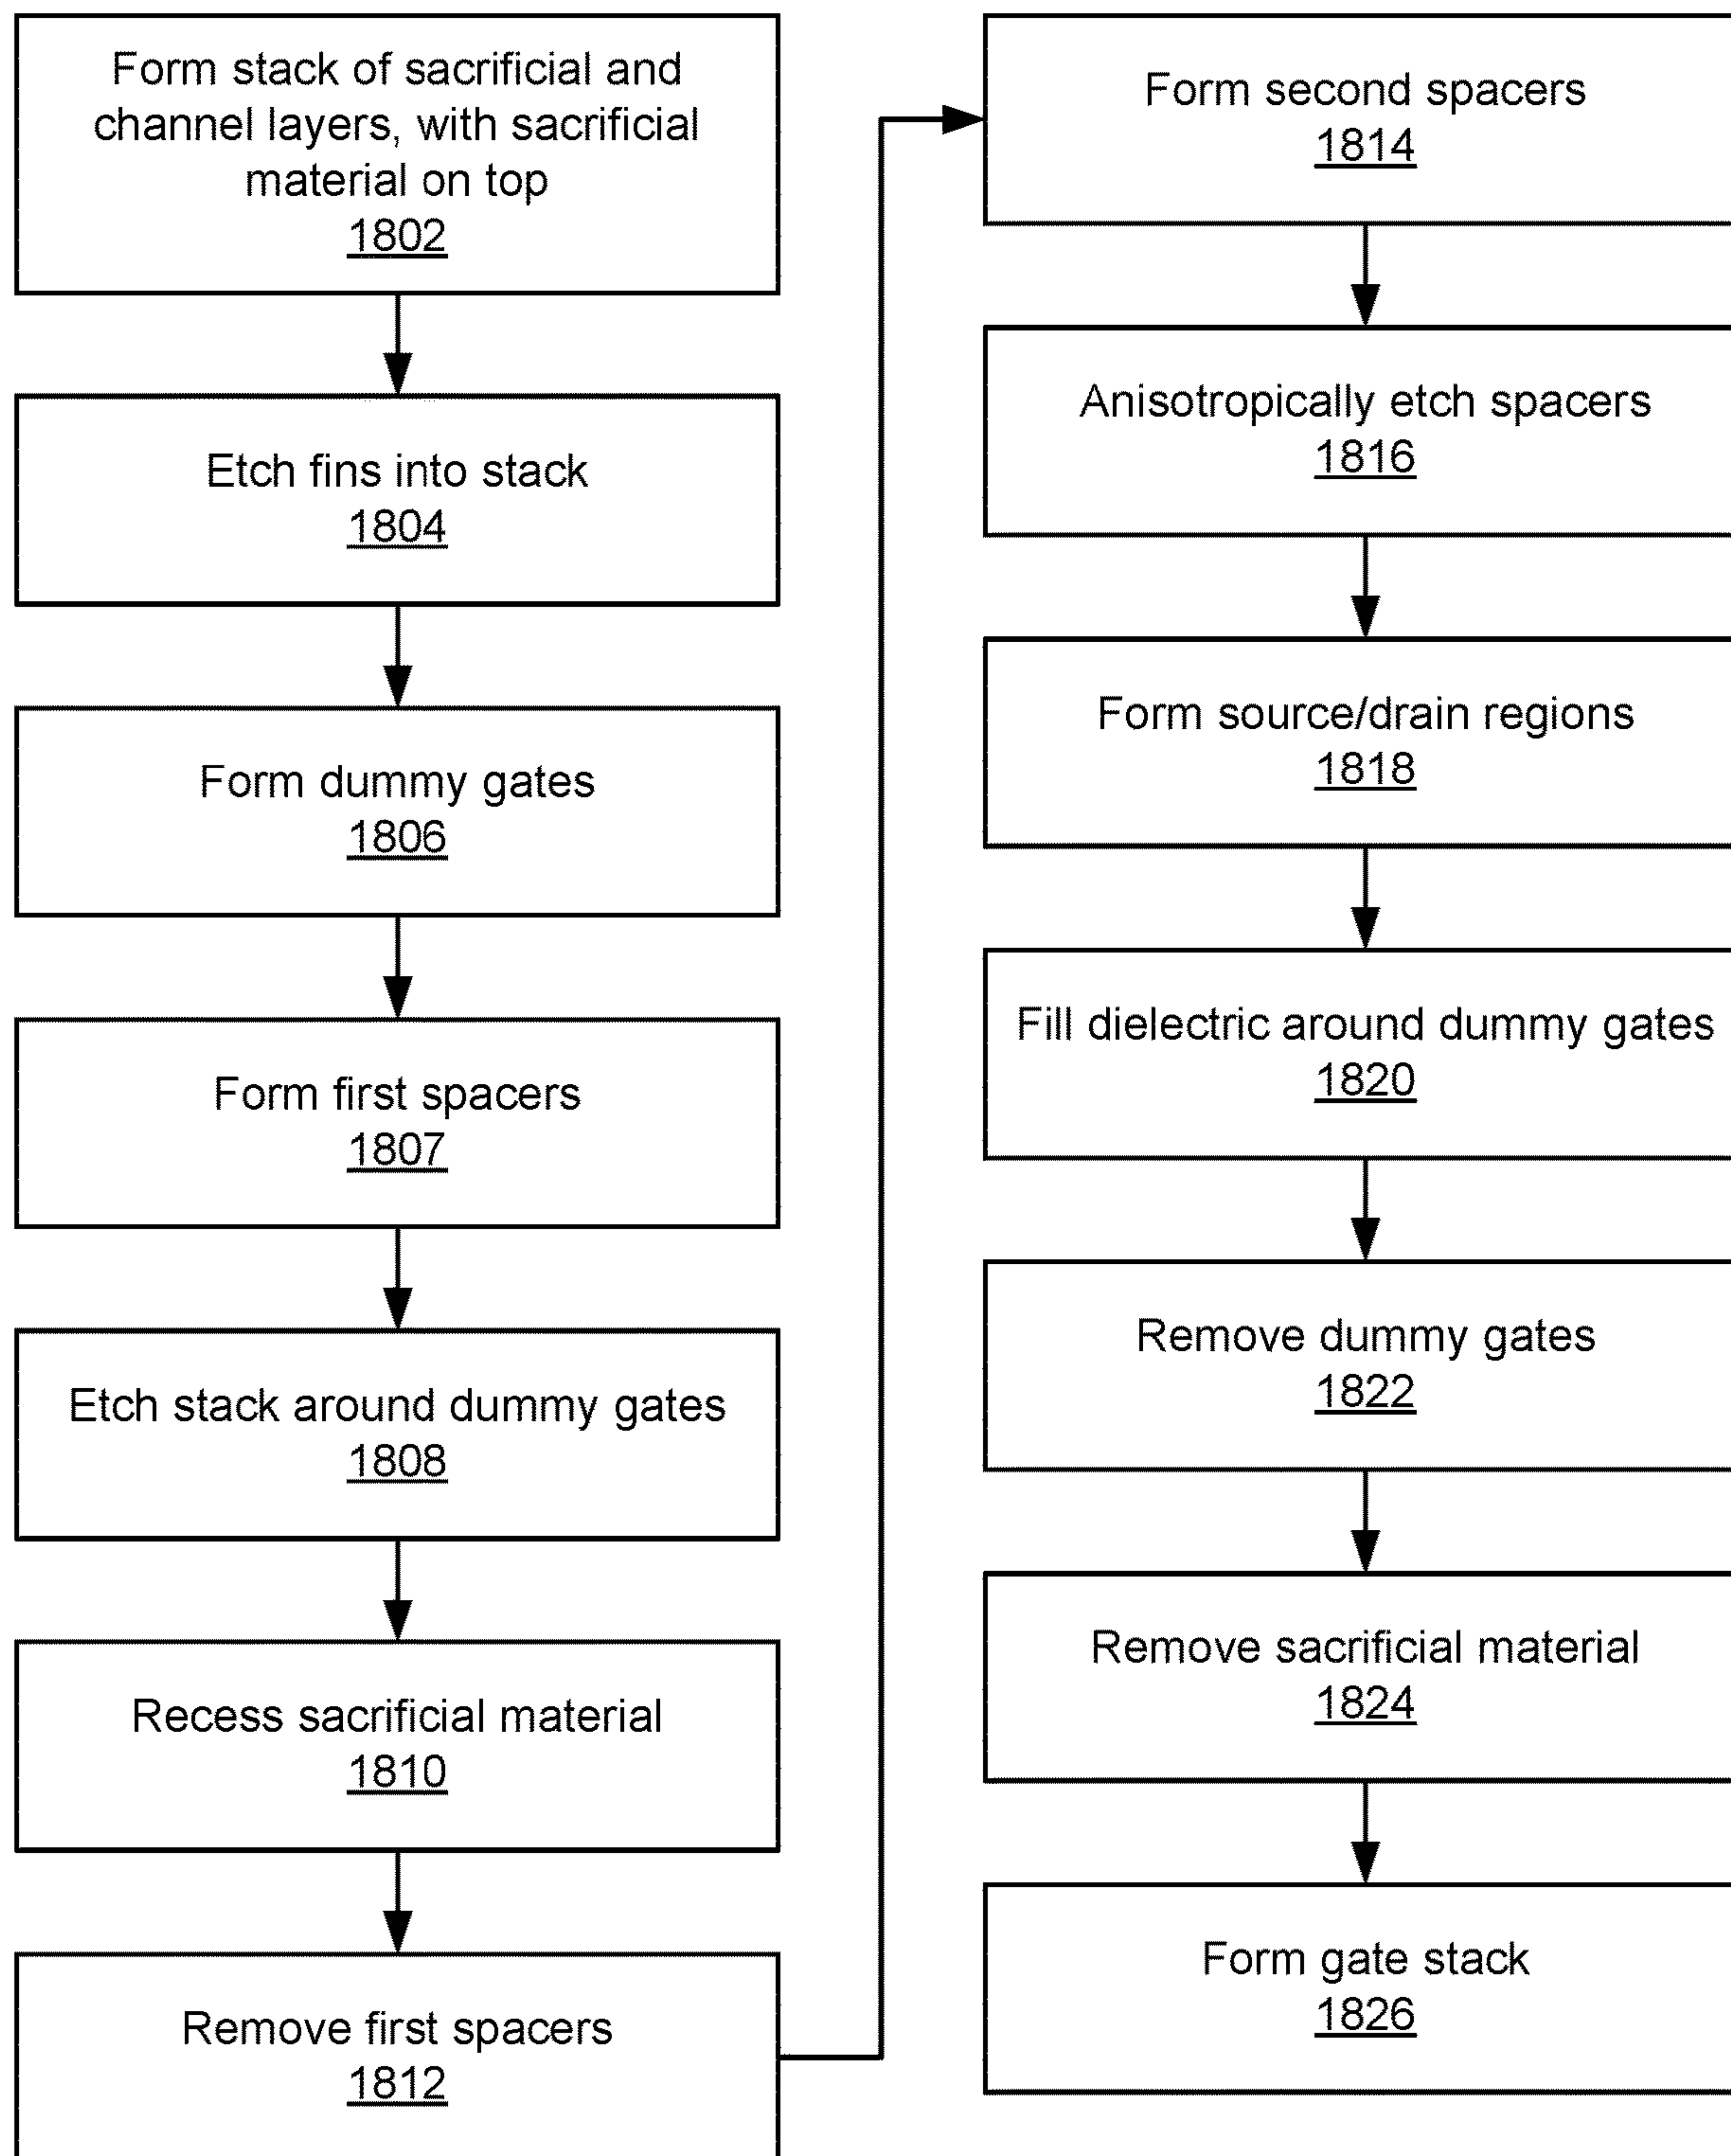 Form stack of sacrificial and
channel layers, with sacrificial
material on top
1802
Etch fins into stack
1804
Form dummy gates
1806
Form first spacers
1807
Etch stack around dummy gates
1808
Recess sacrificial material
1810
Remove first spacers
1812
Form second spacers
1814
Anisotropically etch spacers
1816
Form source/drain regions
1818
Fill dielectric around dummy gates
1820
Remove dummy gates
1822
Remove sacrificial material
1824
Form gate stack
1826